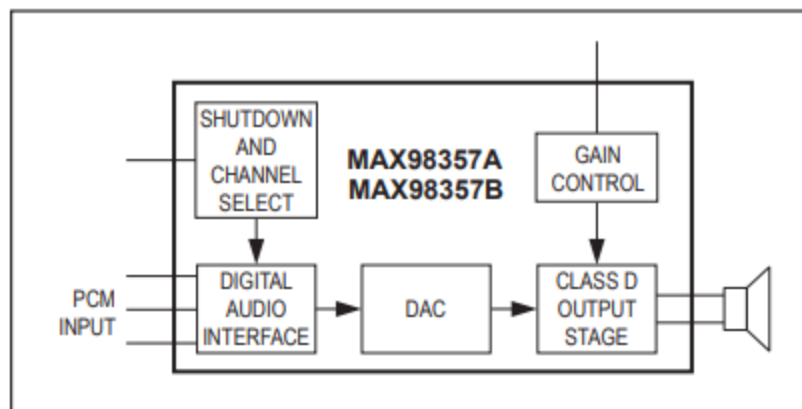 SHUTDOWN
AND
CHANNEL
SELECT
MAX98357A
MAX98357B
GAIN
CONTROL
PCM
INPUT
DIGITAL
AUDIO
INTERFACE
DAC
CLASS D
OUTPUT
STAGE